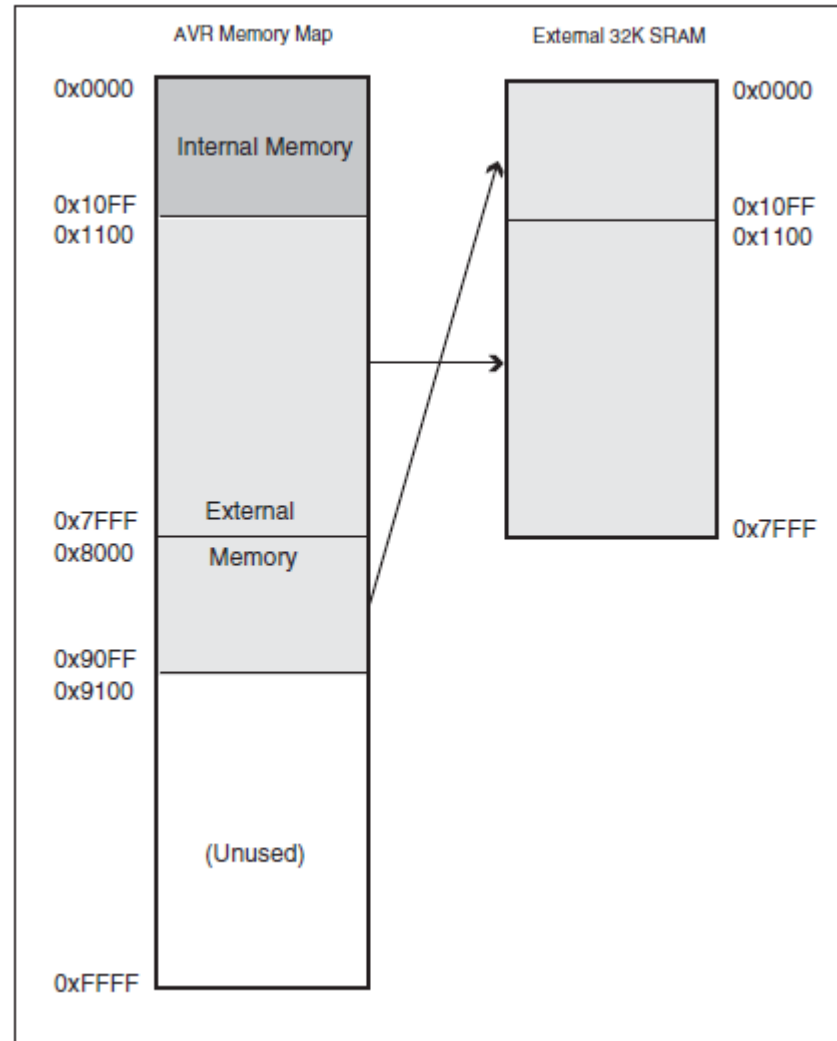 AVR Memory Map
0x0000
Internal Memory
0x10FF
0x1100
0x7FFF
External
0x8000
Memory
0x90FF
0x9100
(Unused)
0xFFFF
External 32K SRAM
0x0000
0x10FF
0x1100
0x7FFF